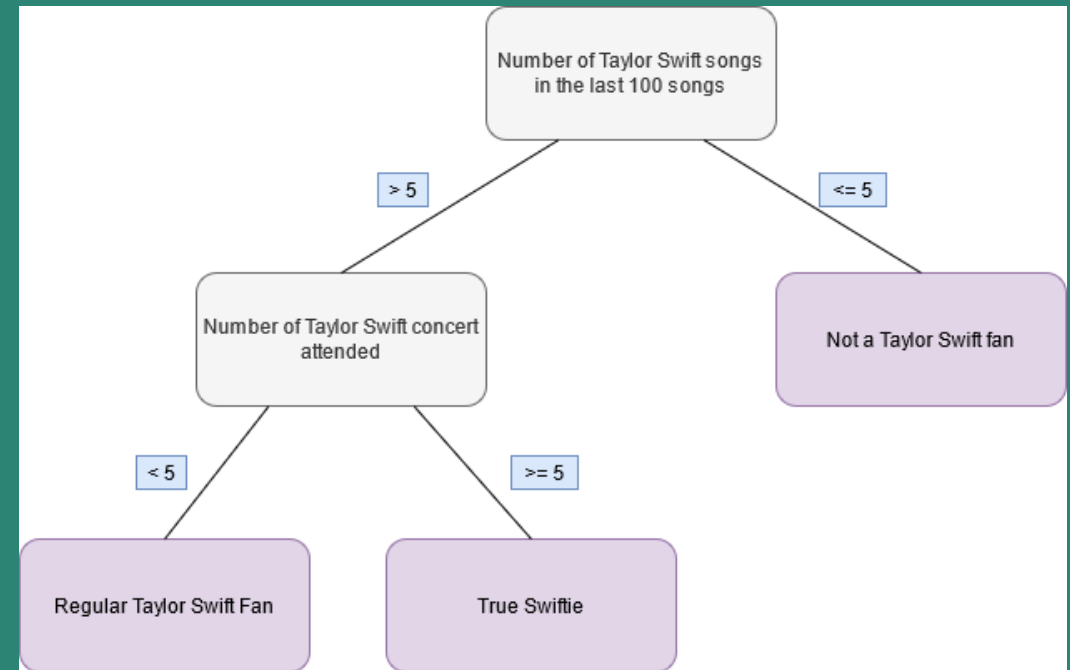 Number of Taylor Swift songs
in the last 100 songs
> 5
<= 5
Number of Taylor Swift concert
attended
Not a Taylor Swift fan
< 5
>= 5
Regular Taylor Swift Fan
True Swiftie